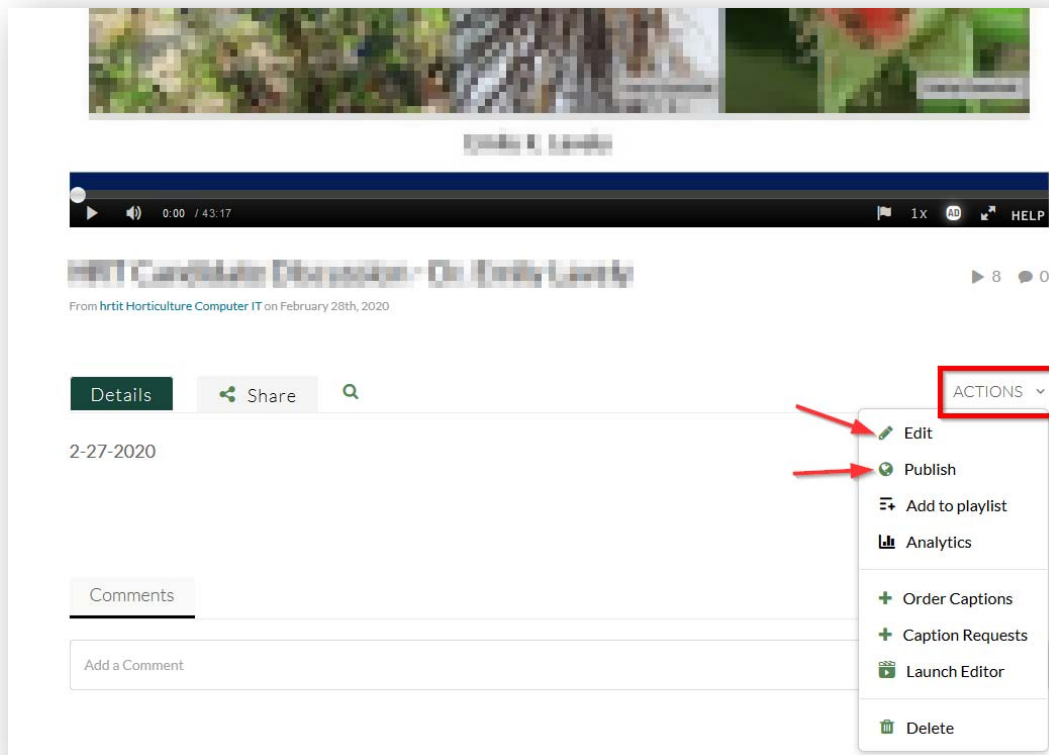 0:00 / 43:17
1x AD HELP
8 0
From hrtit Horticulture Computer IT on February 28th, 2020
Details Share ACTIONS
2-27-2020
Edit
Publish
Add to playlist
Analytics
Comments
Order Captions
Caption Requests
Add a Comment
Launch Editor
Delete